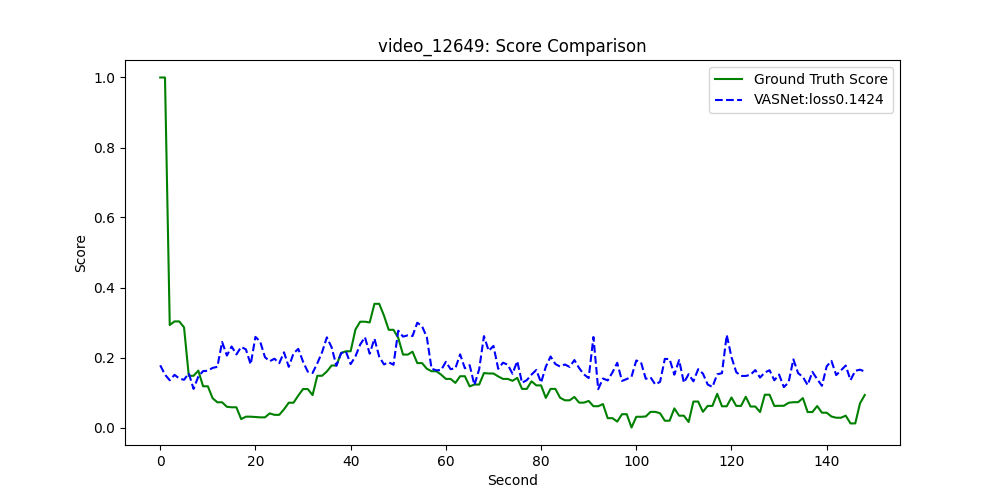 video_12649: Score Comparison
Ground Truth Score
VASNet:loss0.1424
Score
1.0
0.8
0.6
0.4
0.2
0.0
0 20 40 60 80 100 120 140
Second